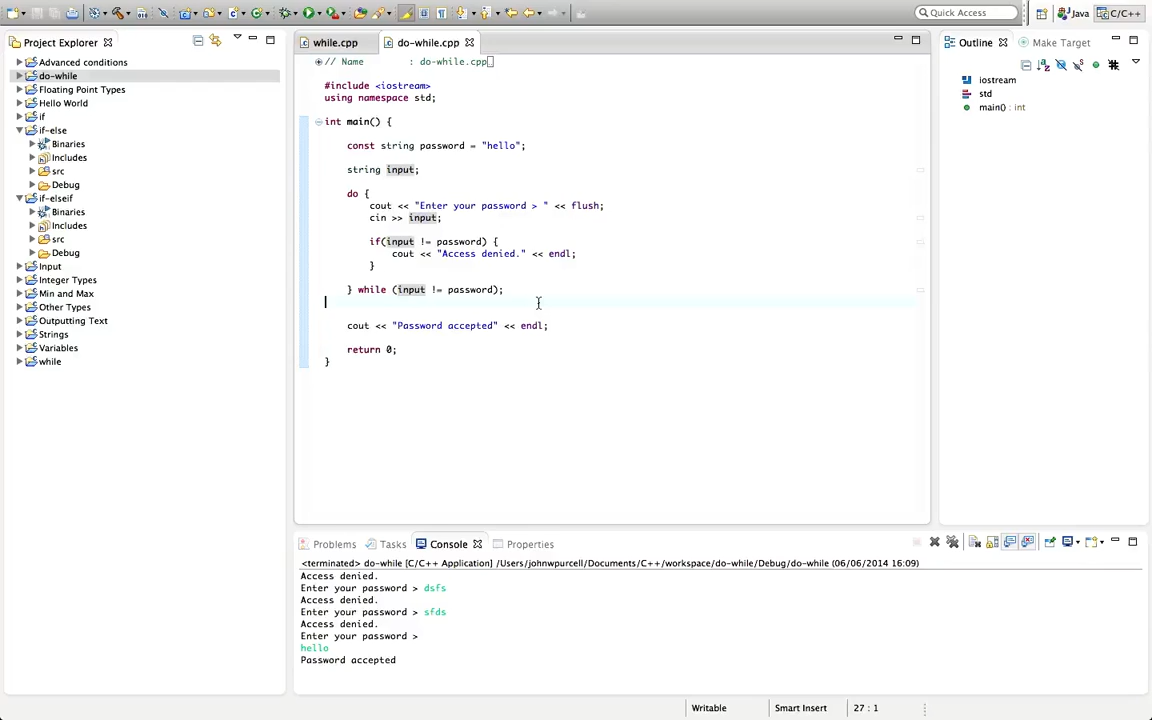 Quick Access
Java
C/C++
Project Explorer
Advanced conditions
do-while
Floating Point Types
Hello World
if
if-else
Binaries
Includes
src
Debug
if-elseif
Binaries
Includes
src
Debug
Input
Integer Types
Min and Max
Other Types
Outputting Text
Strings
Variables
while
while.cpp
do-while.cpp
// Name        : do-while.cpp
#include <iostream>
using namespace std;
int main() {
const string password = "hello";
string input;
do {
cout << "Enter your password > " << flush;
cin >> input;
if(input != password) {
cout << "Access denied." << endl;
}
} while (input != password);
cout << "Password accepted" << endl;
return 0;
}
Outline
Make Target
iostream
std
main() : int
Problems
Tasks
Console
Properties
<terminated> do-while [C/C++ Application] /Users/johnwpurcell/Documents/C++/workspace/do-while/Debug/do-while (06/06/2014 16:09)
Access denied.
Enter your password > dsfs
Access denied.
Enter your password > sfds
Access denied.
Enter your password >
hello
Password accepted
Writable
Smart Insert
27 : 1